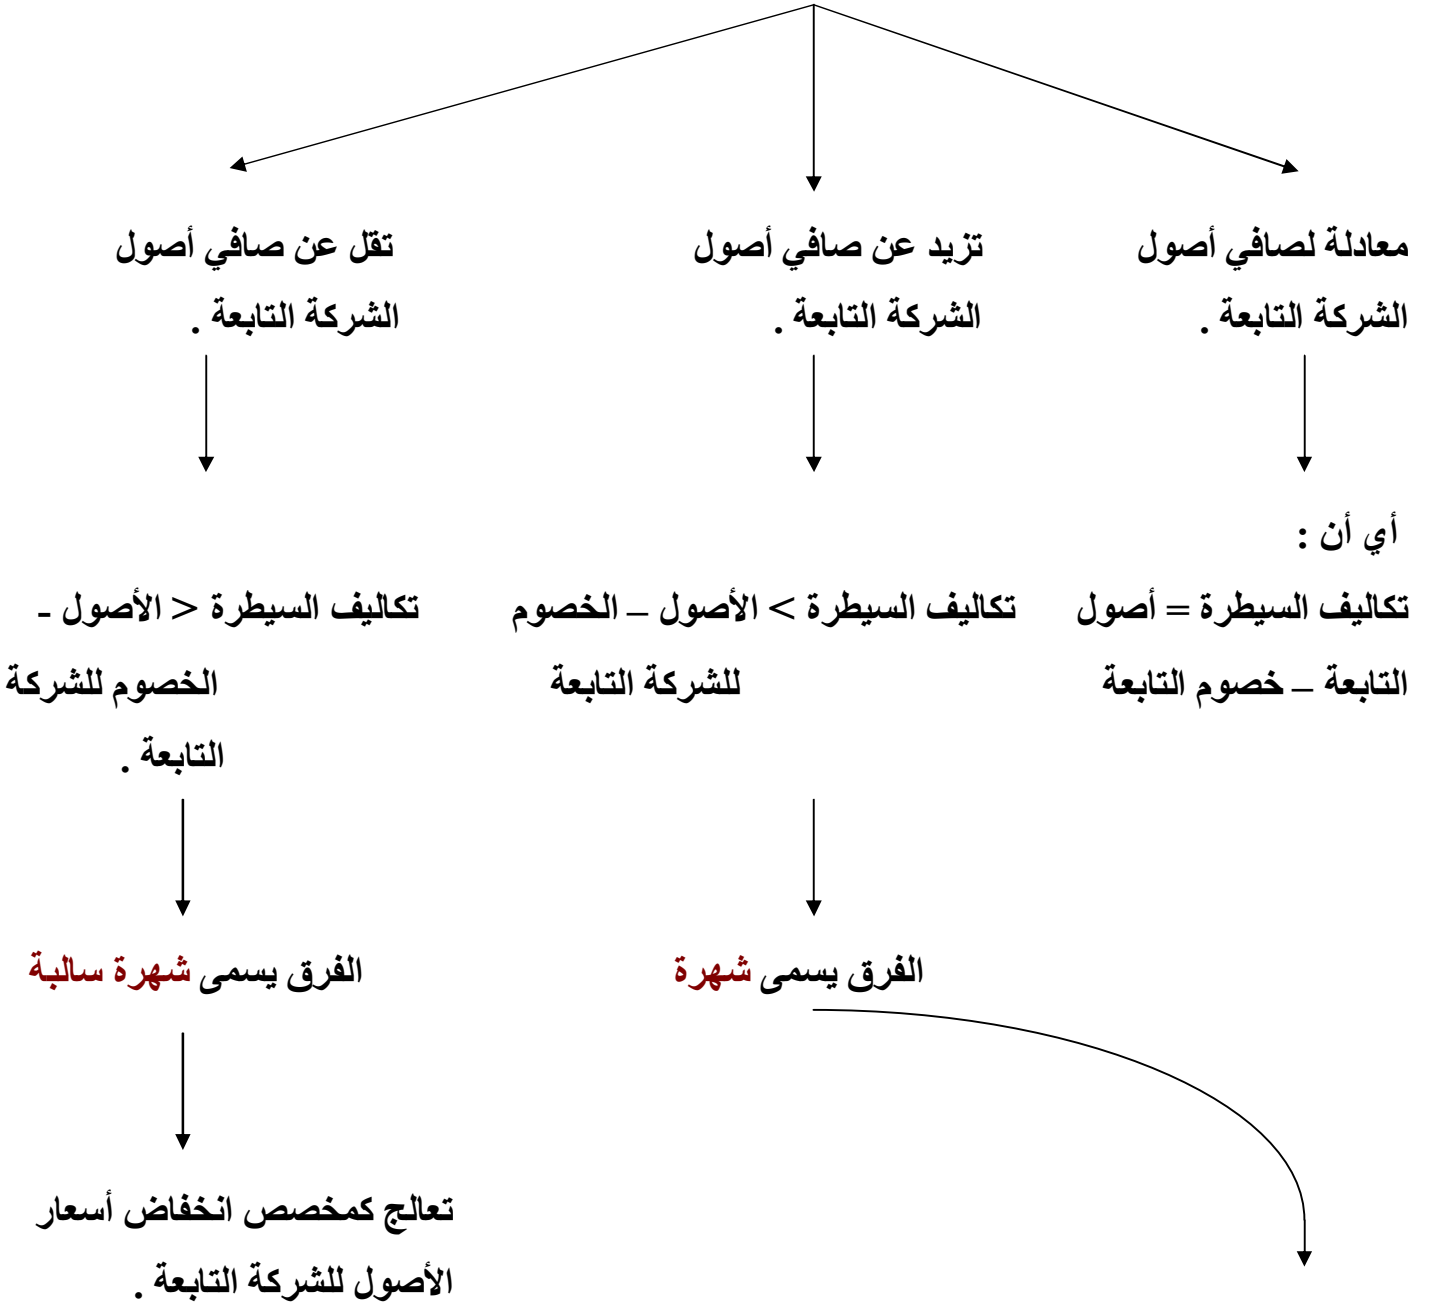 معادلة لصافي أصول
الشركة التابعة .
تزيد عن صافي أصول
الشركة التابعة .
تقل عن صافي أصول
الشركة التابعة .
أي أن :
تكاليف السيطرة = أصول
التابعة – خصوم التابعة
تكاليف السيطرة > الأصول – الخصوم
للشركة التابعة
تكاليف السيطرة < الأصول -
الخصوم للشركة
التابعة .
الفرق يسمى شهرة
الفرق يسمى شهرة سالبة
تعالج كمخصص انخفاض أسعار
الأصول للشركة التابعة .